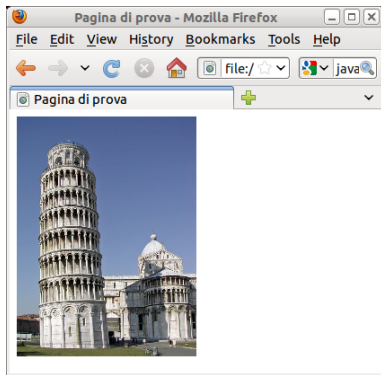 Pagina di prova - Mozilla Firefox
File Edit View History Bookmarks Tools Help
file:/ java
Pagina di prova